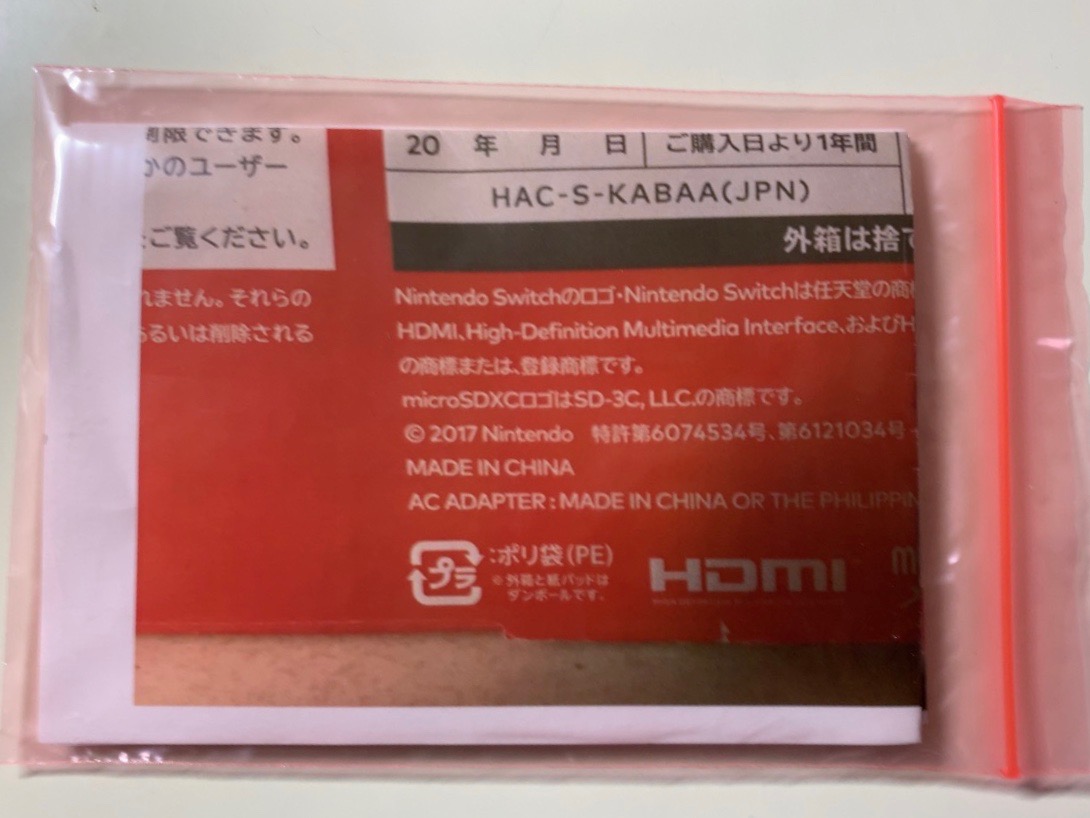 制限できます。
かのユーザー
ご覧ください。
れません。それらの
あるいは削除される
20 年 月 日 ご購入日より1年間
HAC-S-KABAA(JPN)
外箱は捨て
Nintendo Switchのロゴ・Nintendo Switchは任天堂の商標
HDMI、High-Definition Multimedia Interface、およびH
の商標または、登録商標です。
microSDXCロゴはSD-3C, LLC.の商標です。
© 2017 Nintendo 特許第6074534号、第6121034号
MADE IN CHINA
AC ADAPTER : MADE IN CHINA OR THE PHILIPPIN
プラ :ポリ袋(PE)
※外箱と紙パッドは
ダンボールです。
HDMI